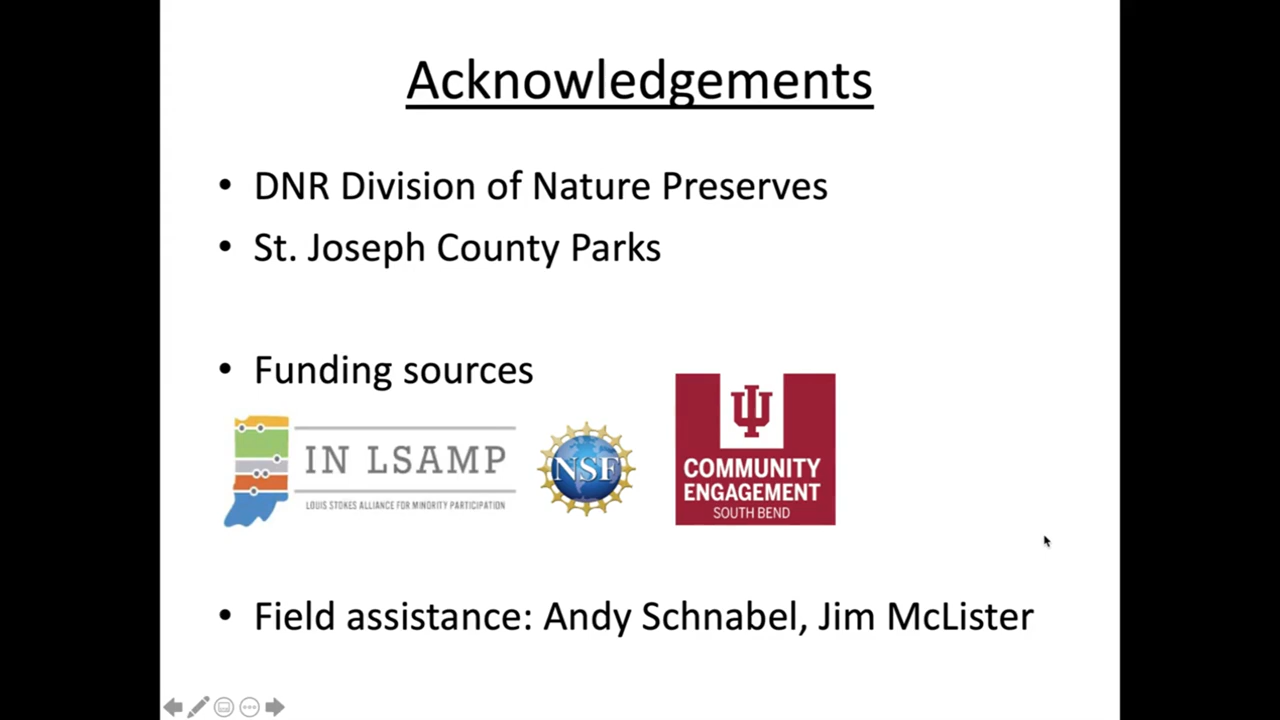 Acknowledgements
• DNR Division of Nature Preserves
• St. Joseph County Parks
• Funding sources
IN LSAMP
LOUIS STOKES ALLIANCE FOR MINORITY PARTICIPATION
NSF
COMMUNITY
ENGAGEMENT
SOUTH BEND
• Field assistance: Andy Schnabel, Jim McLister